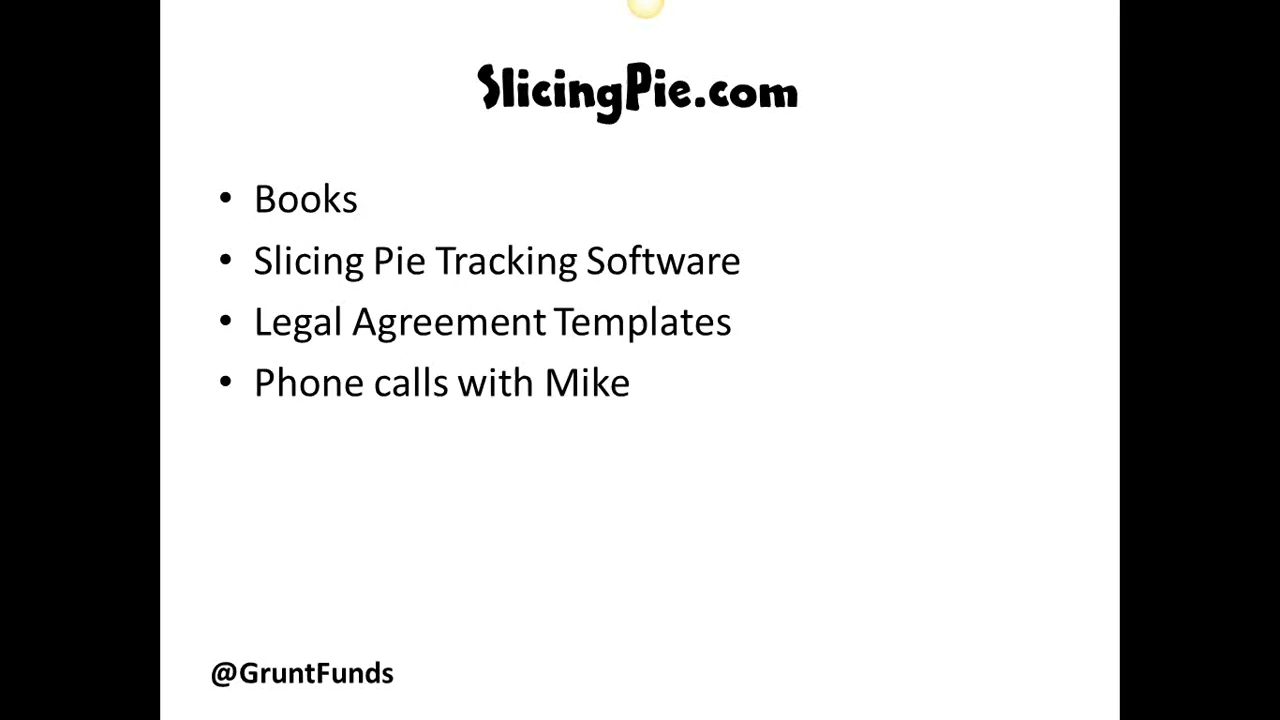 SlicingPie.com
• Books
• Slicing Pie Tracking Software
• Legal Agreement Templates
• Phone calls with Mike
@GruntFunds